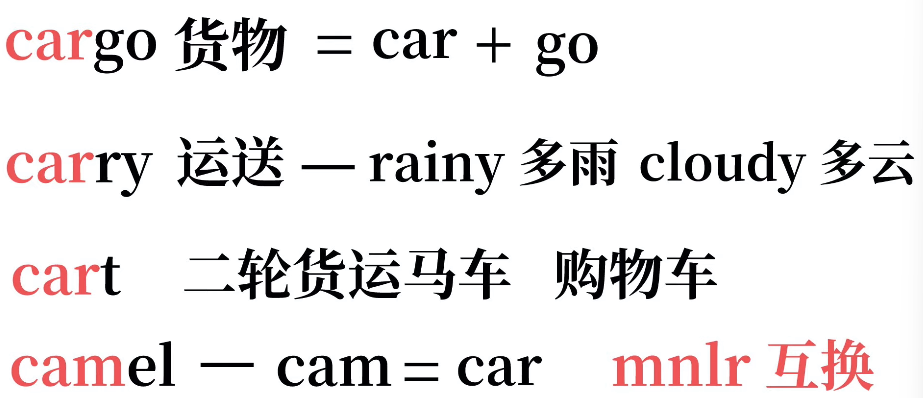 cargo 货物 = car + go
carry 运送 — rainy 多雨 cloudy 多云
cart 二轮货运马车 购物车
camel — cam = car mnlr 互换